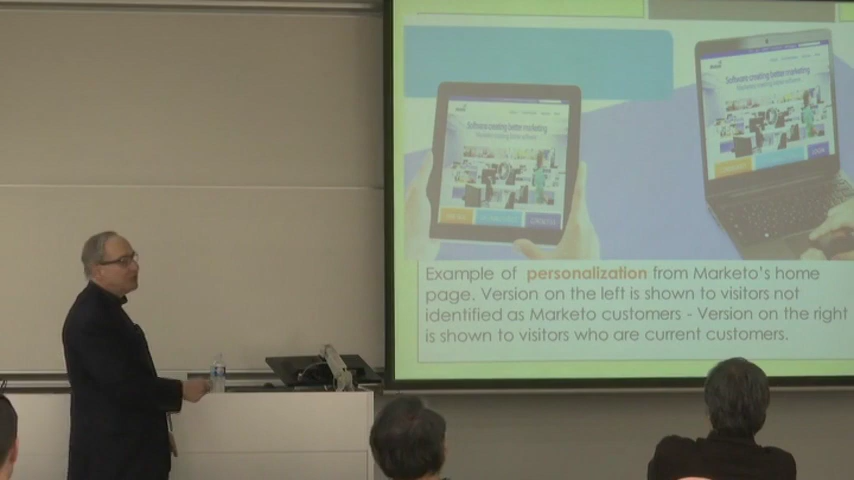 Software creating better marketing
Software creating better marketing
Example of personalization from Marketo's home
page. Version on the left is shown to visitors not
identified as Marketo customers - Version on the right
is shown to visitors who are current customers.